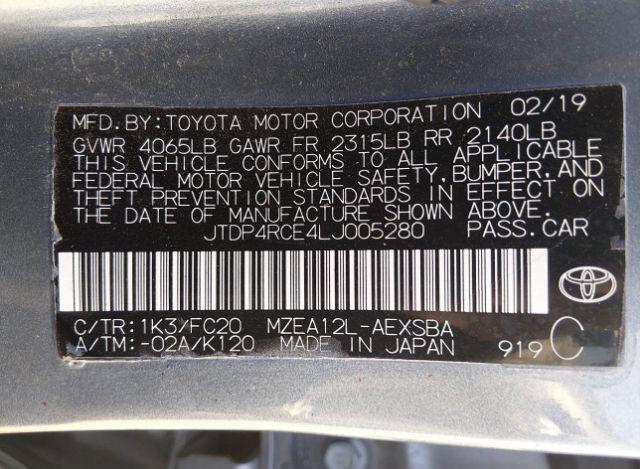 MFD. BY: TOYOTA MOTOR CORPORATION 02/19
GVWR 4065LB GAWR FR 2315LB RR 2140LB
THIS VEHICLE CONFORMS TO ALL APPLICABLE
FEDERAL MOTOR VEHICLE SAFETY, BUMPER, AND
THEFT PREVENTION STANDARDS IN EFFECT ON
THE DATE OF MANUFACTURE SHOWN ABOVE.
JTDP4RCE4LJ005280 PASS. CAR
C/TR: 1K3/FC20 MZEA12L-AEXSBA
A/TM: -02A/K120 MADE IN JAPAN 919 C